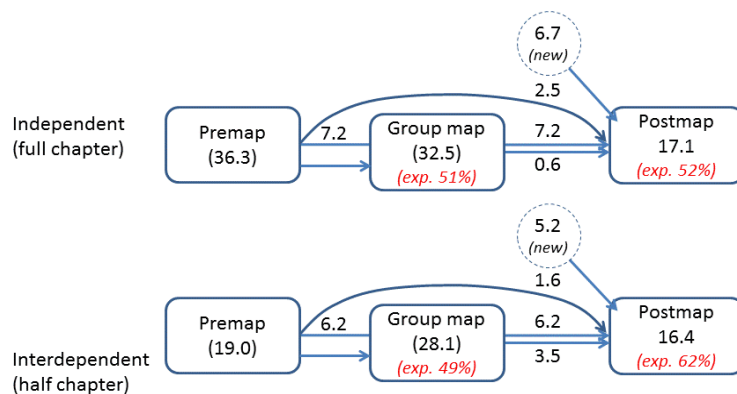 6.7
(new)
2.5
Independent
(full chapter)
Premap
(36.3)
7.2
Group map
(32.5)
(exp. 51%)
7.2
0.6
Postmap
17.1
(exp. 52%)
5.2
(new)
1.6
Interdependent
(half chapter)
Premap
(19.0)
6.2
Group map
(28.1)
(exp. 49%)
6.2
3.5
Postmap
16.4
(exp. 62%)